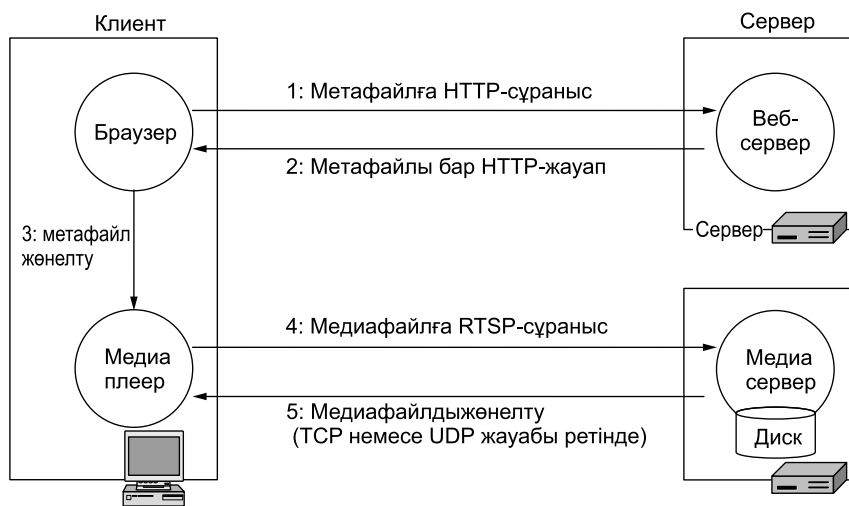 Клиент
Сервер
1: Метафайлға HTTP-сұраныс
Браузер
Веб-
сервер
2: Метафайлы бар HTTP-жауап
3: метафайл
жөнелту
Сервер
4: Медиафайлға RTSP-сұраныс
Медиа
плеер
Медиа
сервер
5: Медиафайлдыжөнелту
(TCP немесе UDP жауабы ретінде)
Диск